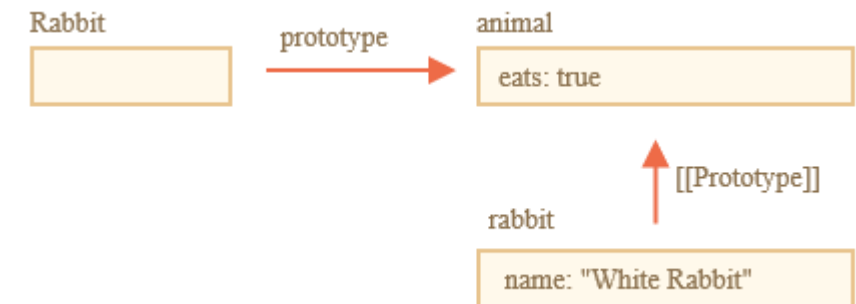 Rabbit
prototype
animal
eats: true
[[Prototype]]
rabbit
name: "White Rabbit"